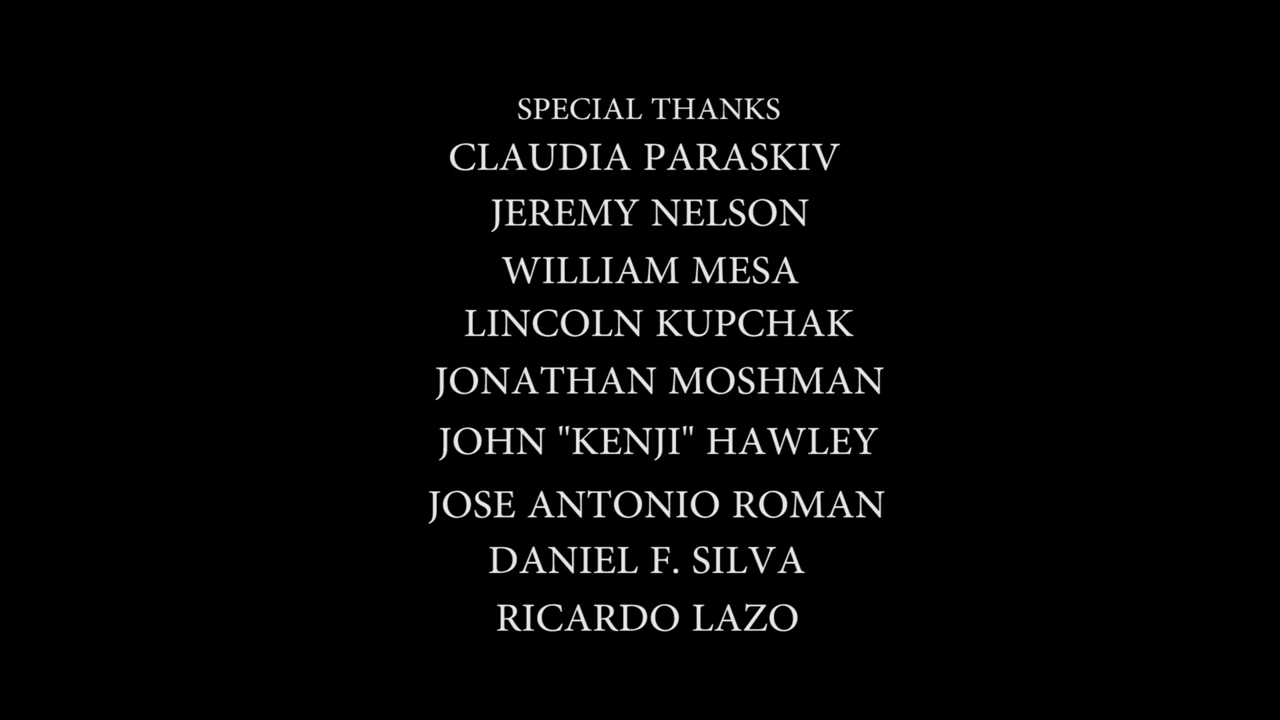 SPECIAL THANKS
CLAUDIA PARASKIV
JEREMY NELSON
WILLIAM MESA
LINCOLN KUPCHAK
JONATHAN MOSHMAN
JOHN "KENJI" HAWLEY
JOSE ANTONIO ROMAN
DANIEL F. SILVA
RICARDO LAZO